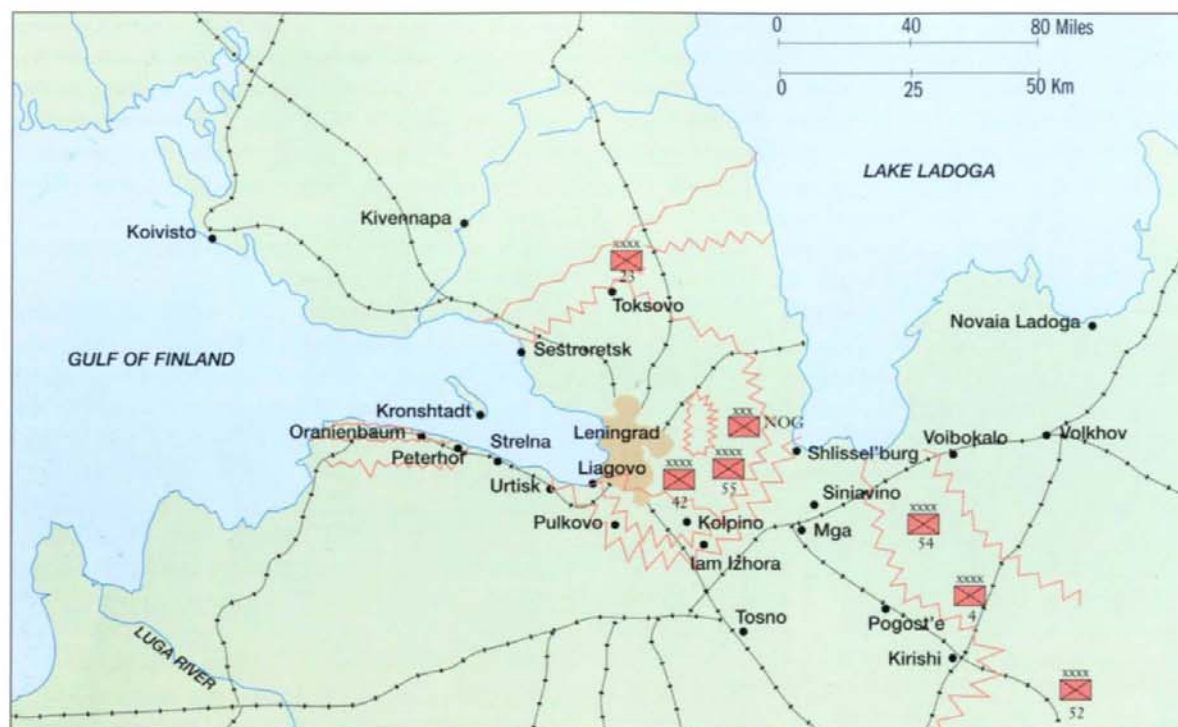 0 40 80 Miles
0 25 50 Km
LAKE LADOGA
Kivennapa
Koivisto
xxxx
23
Toksovo
Novaia Ladoga
GULF OF FINLAND
Sestroretsk
Kronshtadt
xxx NOG
Oranienbaum
Strelna
Leningrad
Volkhov
Peterhof
Shlissel'burg
Voibokalo
Liagovo
xxxx
42
xxxx
55
Urtisk
Siniavino
Pulkovo
Kolpino
Mga
xxxx
54
Iam Izhora
xxxx
4
Pogost'e
Tosno
LUGA RIVER
Kirishi
xxxx
52